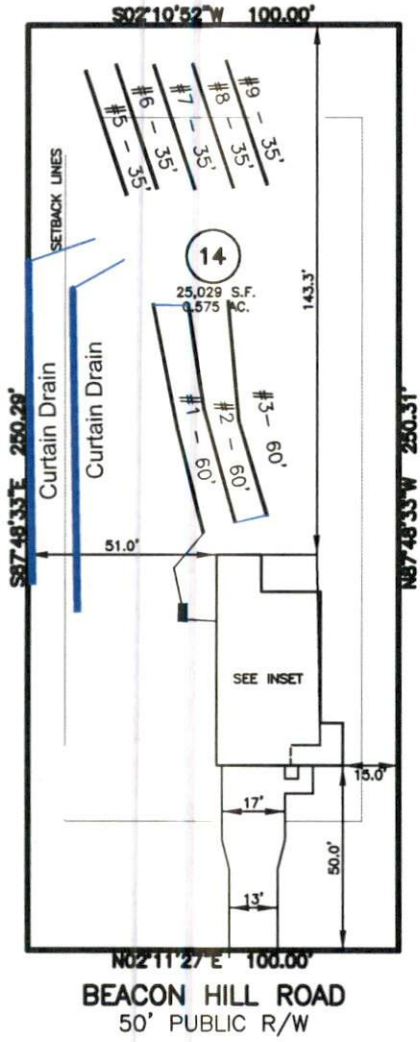 S02°10'52"W 100.00'
#9 - 35'
#8 - 35'
#7 - 35'
#6 - 35'
#5 - 35'
SETBACK LINES
14
25,029 S.F.
0.575 AC.
143.3'
Curtain Drain
Curtain Drain
#1 - 60'
#2 - 60'
#3 - 60'
S87°48'33"E 250.29'
N87°48'33"W 250.31'
51.0'
SEE INSET
15.0'
17'
50.0'
13'
N02°11'27"E 100.00'
BEACON HILL ROAD
50' PUBLIC R/W